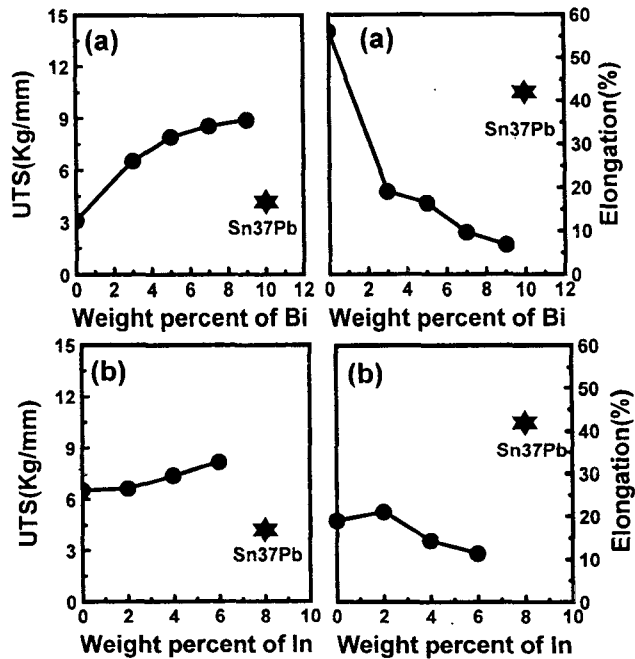 (a)
UTS(Kg/mm)
15
12
9
6
3
0
Sn37Pb
0 2 4 6 8 10 12
Weight percent of Bi
(a)
60
50
40
30
20
10
0
Elongation(%)
Sn37Pb
0 2 4 6 8 10 12
Weight percent of Bi
(b)
UTS(Kg/mm)
15
12
9
6
3
0
Sn37Pb
0 2 4 6 8 10
Weight percent of In
(b)
60
50
40
30
20
10
0
Elongation(%)
Sn37Pb
0 2 4 6 8 10
Weight percent of In